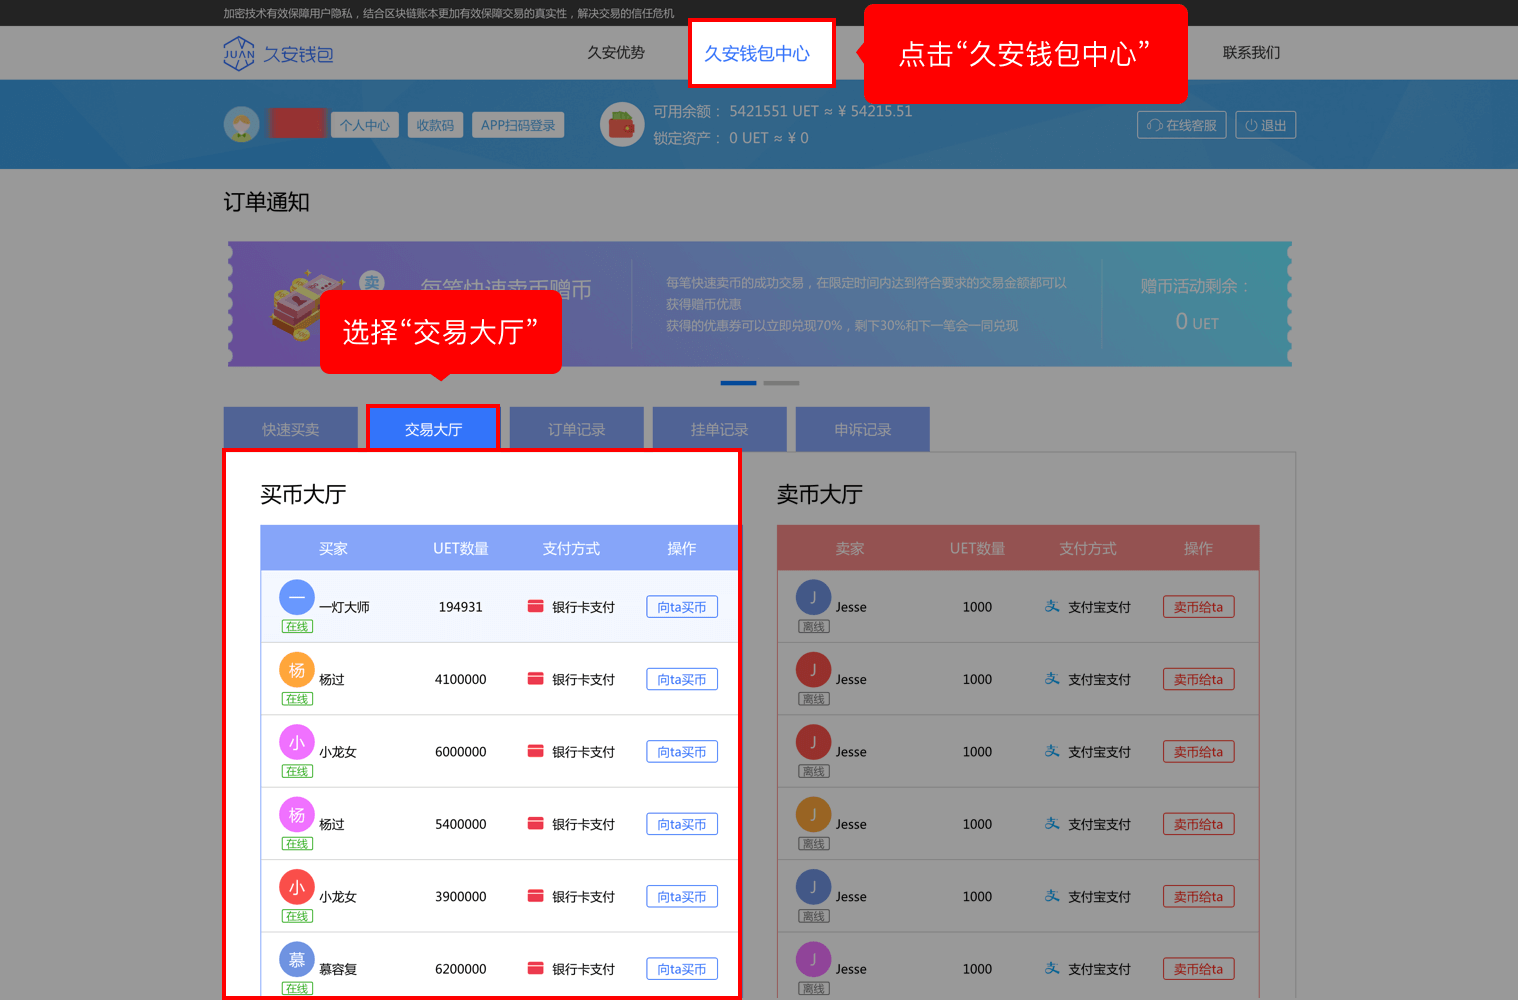 加密技术有效保障用户隐私，结合区块链账本更加有效保障交易的真实性，解决交易的信任危机
JUAN 久安钱包
久安优势
久安钱包中心
点击“久安钱包中心”
联系我们
个人中心
收款码
APP扫码登录
可用余额： 5421551 UET ≈ ¥ 54215.51
锁定资产： 0 UET ≈ ¥ 0
在线客服
退出
订单通知
卖
每笔快速卖币赠币
每笔快速卖币的成功交易，在限定时间内达到符合要求的交易金额都可以
获得赠币优惠
获得的优惠券可以立即兑现70%，剩下30%和下一笔会一同兑现
赠币活动剩余：
0 UET
选择“交易大厅”
快速买卖
交易大厅
订单记录
挂单记录
申诉记录
买币大厅
买家 UET数量 支付方式 操作
一 一灯大师 194931 银行卡支付 向ta买币
在线
杨 杨过 4100000 银行卡支付 向ta买币
在线
小 小龙女 6000000 银行卡支付 向ta买币
在线
杨 杨过 5400000 银行卡支付 向ta买币
在线
小 小龙女 3900000 银行卡支付 向ta买币
在线
慕 慕容复 6200000 银行卡支付 向ta买币
在线
卖币大厅
卖家 UET数量 支付方式 操作
J Jesse 1000 支付宝支付 卖币给ta
离线
J Jesse 1000 支付宝支付 卖币给ta
离线
J Jesse 1000 支付宝支付 卖币给ta
离线
J Jesse 1000 支付宝支付 卖币给ta
离线
J Jesse 1000 支付宝支付 卖币给ta
离线
J Jesse 1000 支付宝支付 卖币给ta
离线